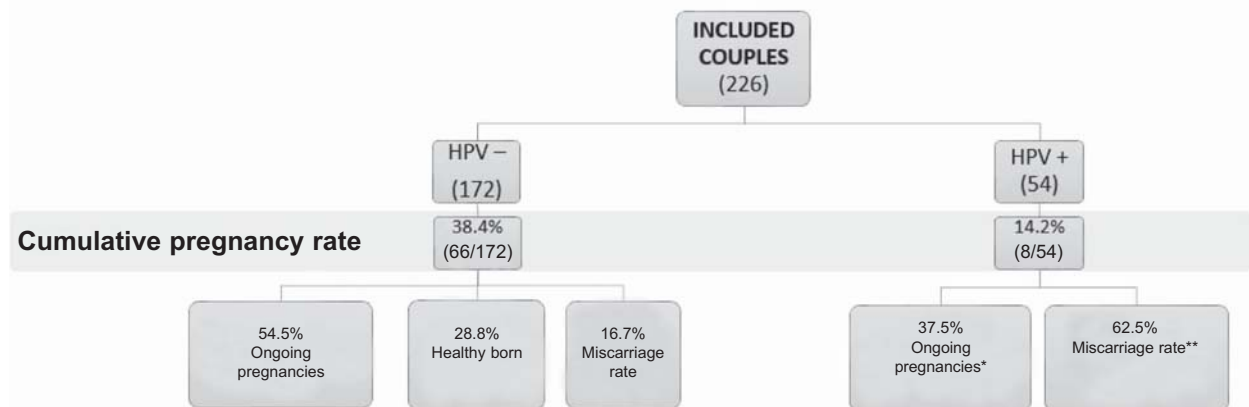 INCLUDED
COUPLES
(226)
HPV –
(172)
HPV +
(54)
Cumulative pregnancy rate
38.4%
(66/172)
14.2%
(8/54)
54.5%
Ongoing
pregnancies
28.8%
Healthy born
16.7%
Miscarriage
rate
37.5%
Ongoing
pregnancies*
62.5%
Miscarriage rate**